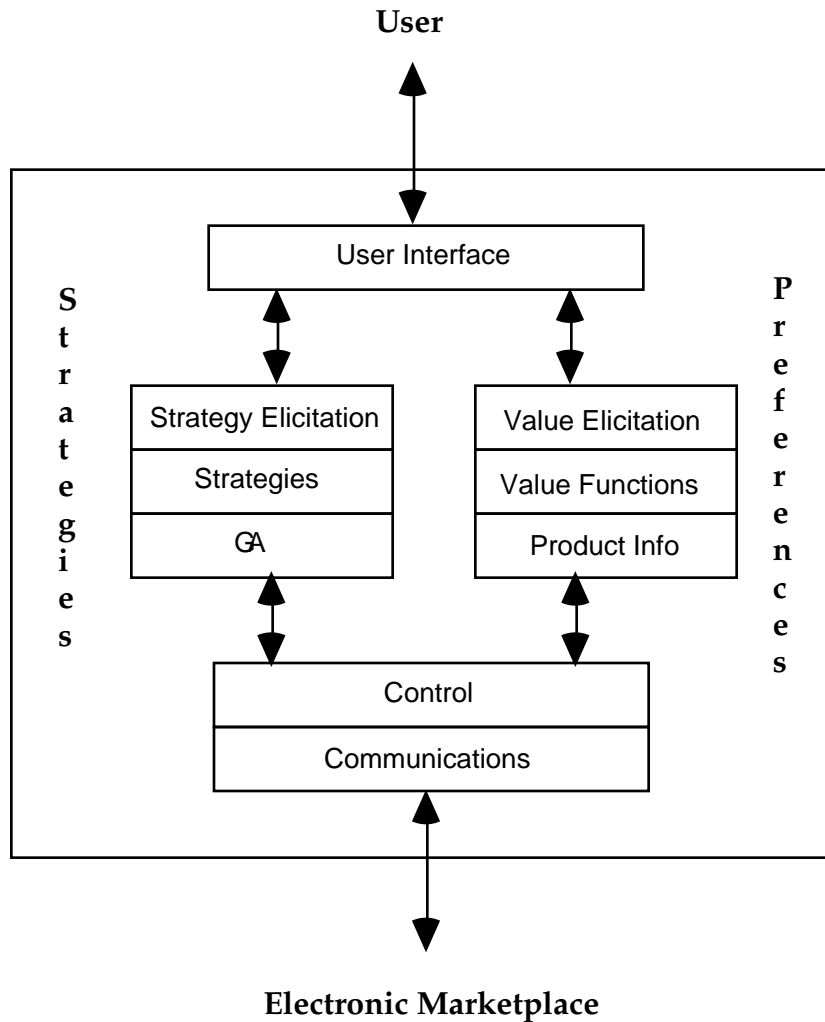 User
User Interface
Strategies
Preferences
Strategy Elicitation
Strategies
GA
Value Elicitation
Value Functions
Product Info
Control
Communications
Electronic Marketplace